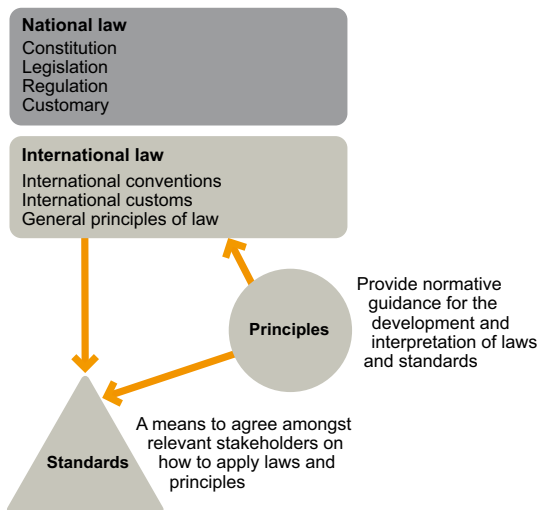 National law
Constitution
Legislation
Regulation
Customary
International law
International conventions
International customs
General principles of law
Principles
Provide normative
guidance for the
development and
interpretation of laws
and standards
Standards
A means to agree amongst
relevant stakeholders on
how to apply laws and
principles